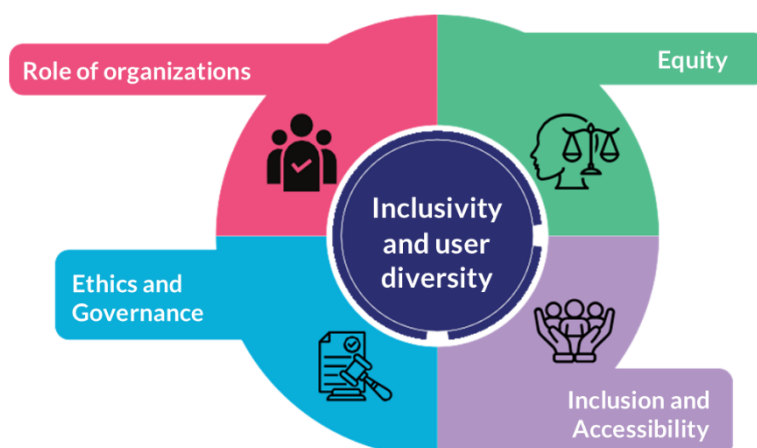 Role of organizations
Equity
Inclusivity
and user
diversity
Ethics and
Governance
Inclusion and
Accessibility